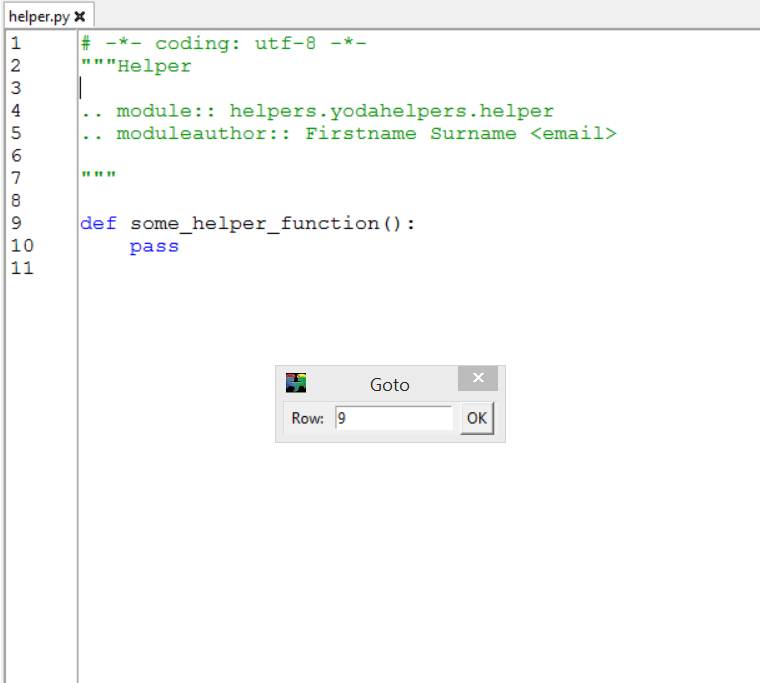 helper.py
1 # -*- coding: utf-8 -*-
2 """Helper
3
4 .. module:: helpers.yodahelpers.helper
5 .. moduleauthor:: Firstname Surname <email>
6
7 """
8
9 def some_helper_function():
10     pass
11
Goto
Row: 9 OK